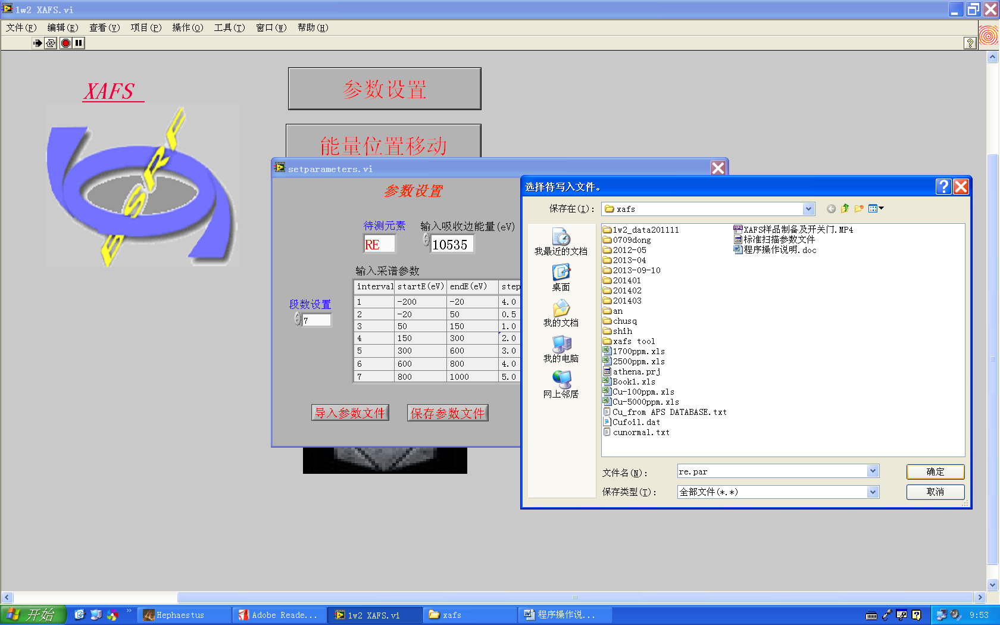 1w2 XAFS.vi
文件(F) 编辑(E) 查看(V) 项目(P) 操作(O) 工具(T) 窗口(W) 帮助(H)
XAFS
参数设置
能量位置移动
setparameters.vi
参数设置
待测元素 输入吸收边能量(eV)
RE 10535
输入采谱参数
段数设置
7
interval startE(eV) endE(eV) step
1 -200 -20 4.0
2 -20 50 0.5
3 50 150 1.0
4 150 300 2.0
5 300 600 3.0
6 600 800 4.0
7 800 1000 5.0
导入参数文件 保存参数文件
选择待写入文件。
保存在(I): xafs
我最近的文档
桌面
我的文档
我的电脑
网上邻居
1w2_data201111
0709dong
2012-05
2013-04
2013-09-10
201401
201402
201403
an
chusq
shih
xafs tool
1700ppm.xls
2500ppm.xls
athena.prj
Book1.xls
Cu-100ppm.xls
Cu-5000ppm.xls
Cu_from APS DATABASE.txt
Cufoil.dat
cunormal.txt
XAFS样品制备及开关门.MP4
标准扫描参数文件
程序操作说明.doc
文件名(N): re.par 确定
保存类型(T): 全部文件(*.*) 取消
开始 Hephaestus Adobe Reade... 1w2 XAFS.vi xafs 程序操作说... 9:53